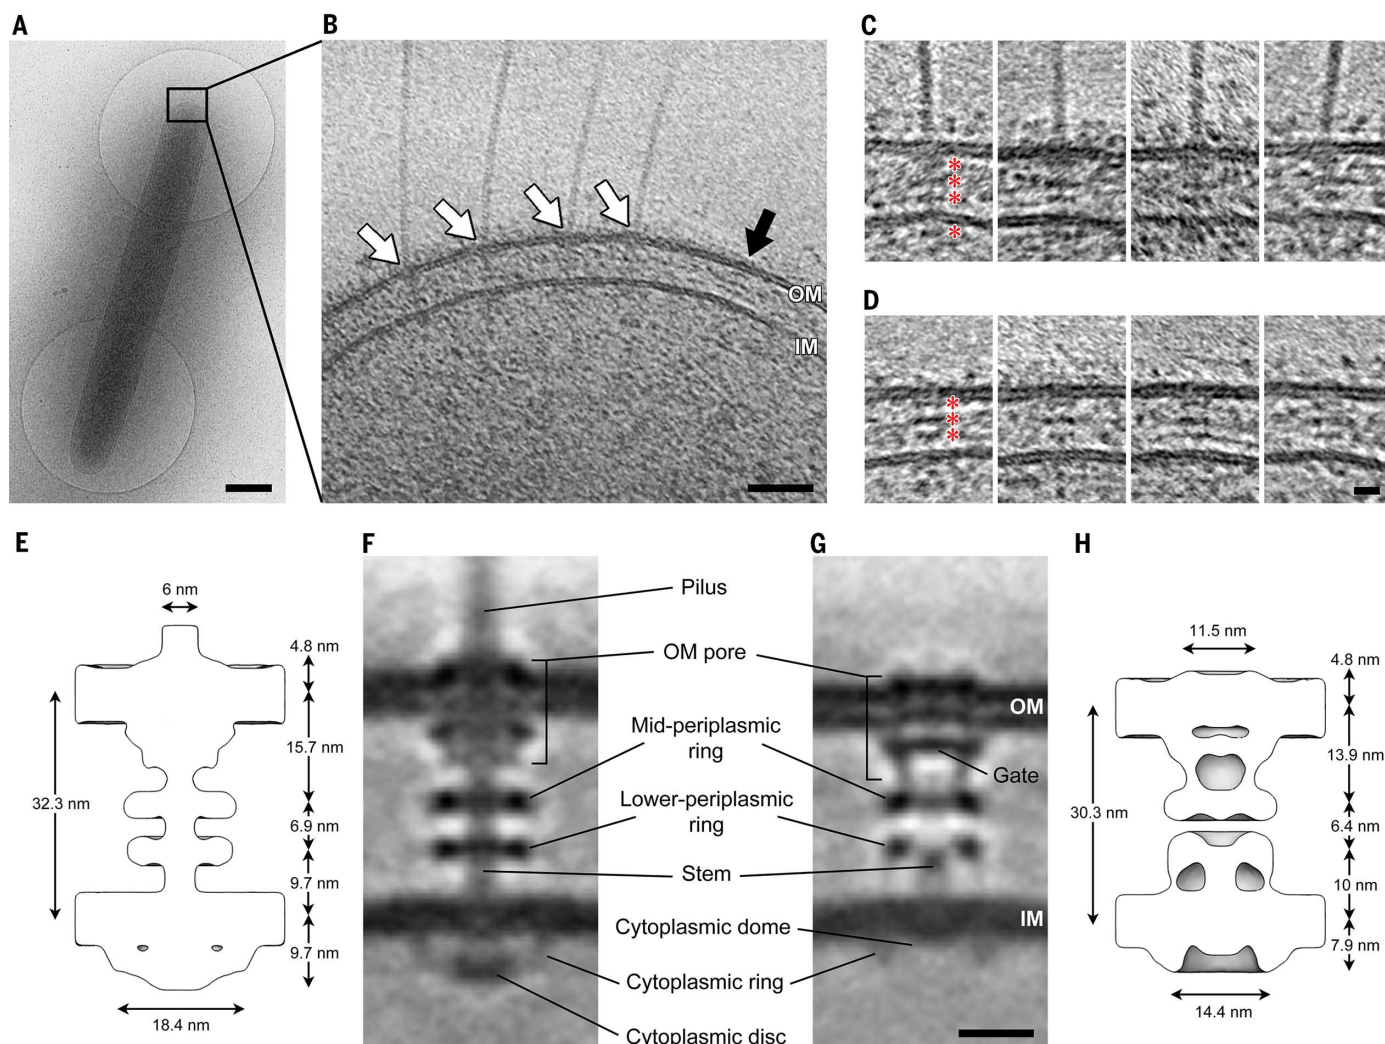 A
B
OM
IM
C
*
*
*
*
D
*
*
*
E
6 nm
4.8 nm
15.7 nm
32.3 nm
6.9 nm
9.7 nm
9.7 nm
18.4 nm
F
G
Pilus
OM pore
OM
Mid-periplasmic
ring
Gate
Lower-periplasmic
ring
Stem
IM
Cytoplasmic dome
Cytoplasmic ring
Cytoplasmic disc
H
11.5 nm
4.8 nm
13.9 nm
30.3 nm
6.4 nm
10 nm
7.9 nm
14.4 nm